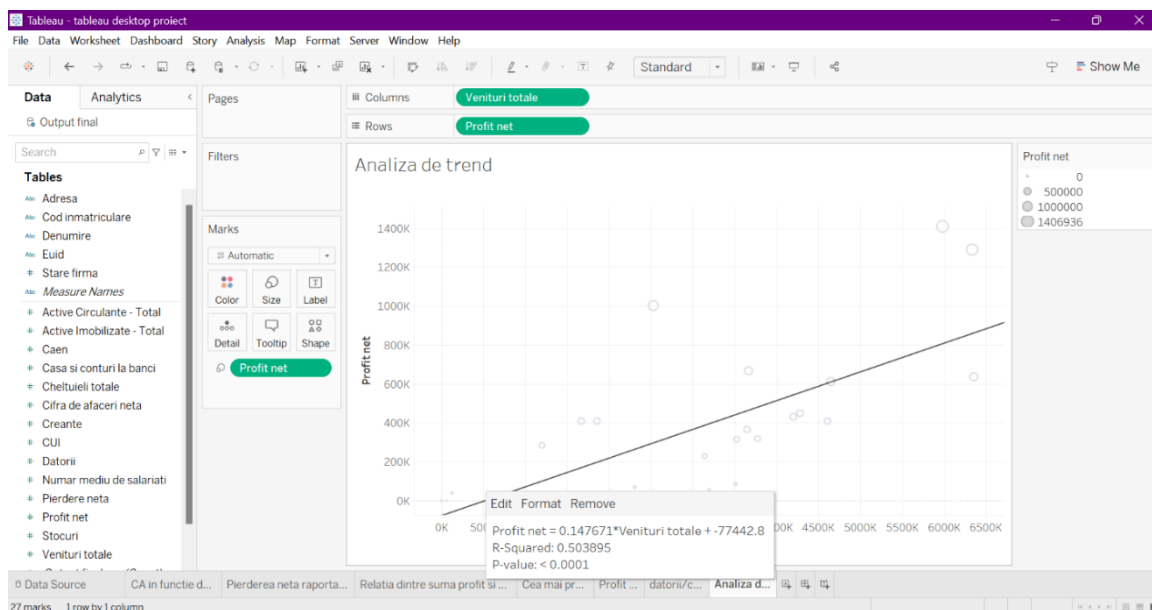 Tableau - tableau desktop proiect
File Data Worksheet Dashboard Story Analysis Map Format Server Window Help
Standard
Show Me
Data Analytics
Output final
Search
Tables
Adresa
Cod inmatriculare
Denumire
Euid
Stare firma
Measure Names
Active Circulante - Total
Active Imobilizate - Total
Caen
Casa si conturi la banci
Cheltuieli totale
Cifra de afaceri neta
Creante
CUI
Datorii
Numar mediu de salariati
Pierdere neta
Profit net
Stocuri
Venituri totale
Pages
Filters
Marks
Automatic
Color Size Label
Detail Tooltip Shape
Profit net
Columns Venituri totale
Rows Profit net
Analiza de trend
Profit net
1400K
1200K
1000K
800K
600K
400K
200K
0K
0K 4500K 5000K 5500K 6000K 6500K
Edit Format Remove
Profit net = 0.147671*Venituri totale + -77442.8
R-Squared: 0.503895
P-value: < 0.0001
Profit net
0
500000
1000000
1406936
Data Source CA in functie d... Pierderea neta raporta... Relatia dintre suma profit si ... Cea mai pr... Profit ... datorii/c... Analiza d...
27 marks 1 row by 1 column